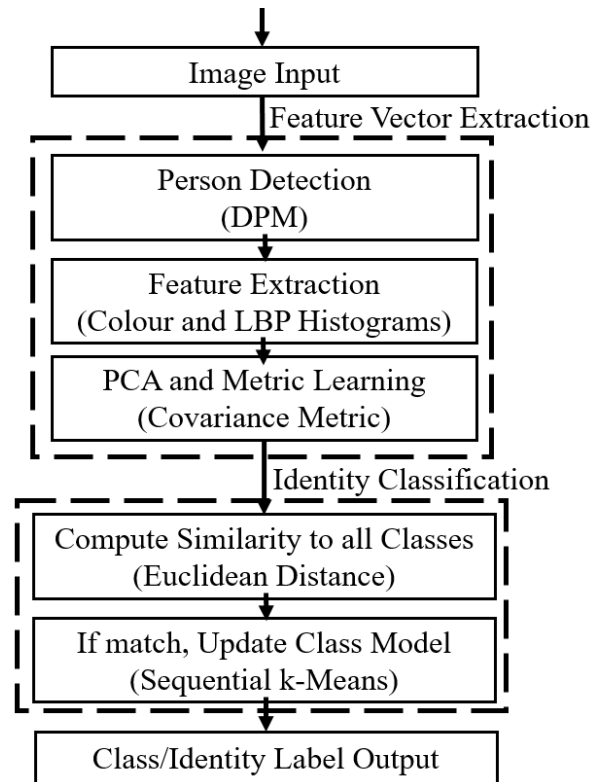 Image Input
Feature Vector Extraction
Person Detection
(DPM)
Feature Extraction
(Colour and LBP Histograms)
PCA and Metric Learning
(Covariance Metric)
Identity Classification
Compute Similarity to all Classes
(Euclidean Distance)
If match, Update Class Model
(Sequential k-Means)
Class/Identity Label Output